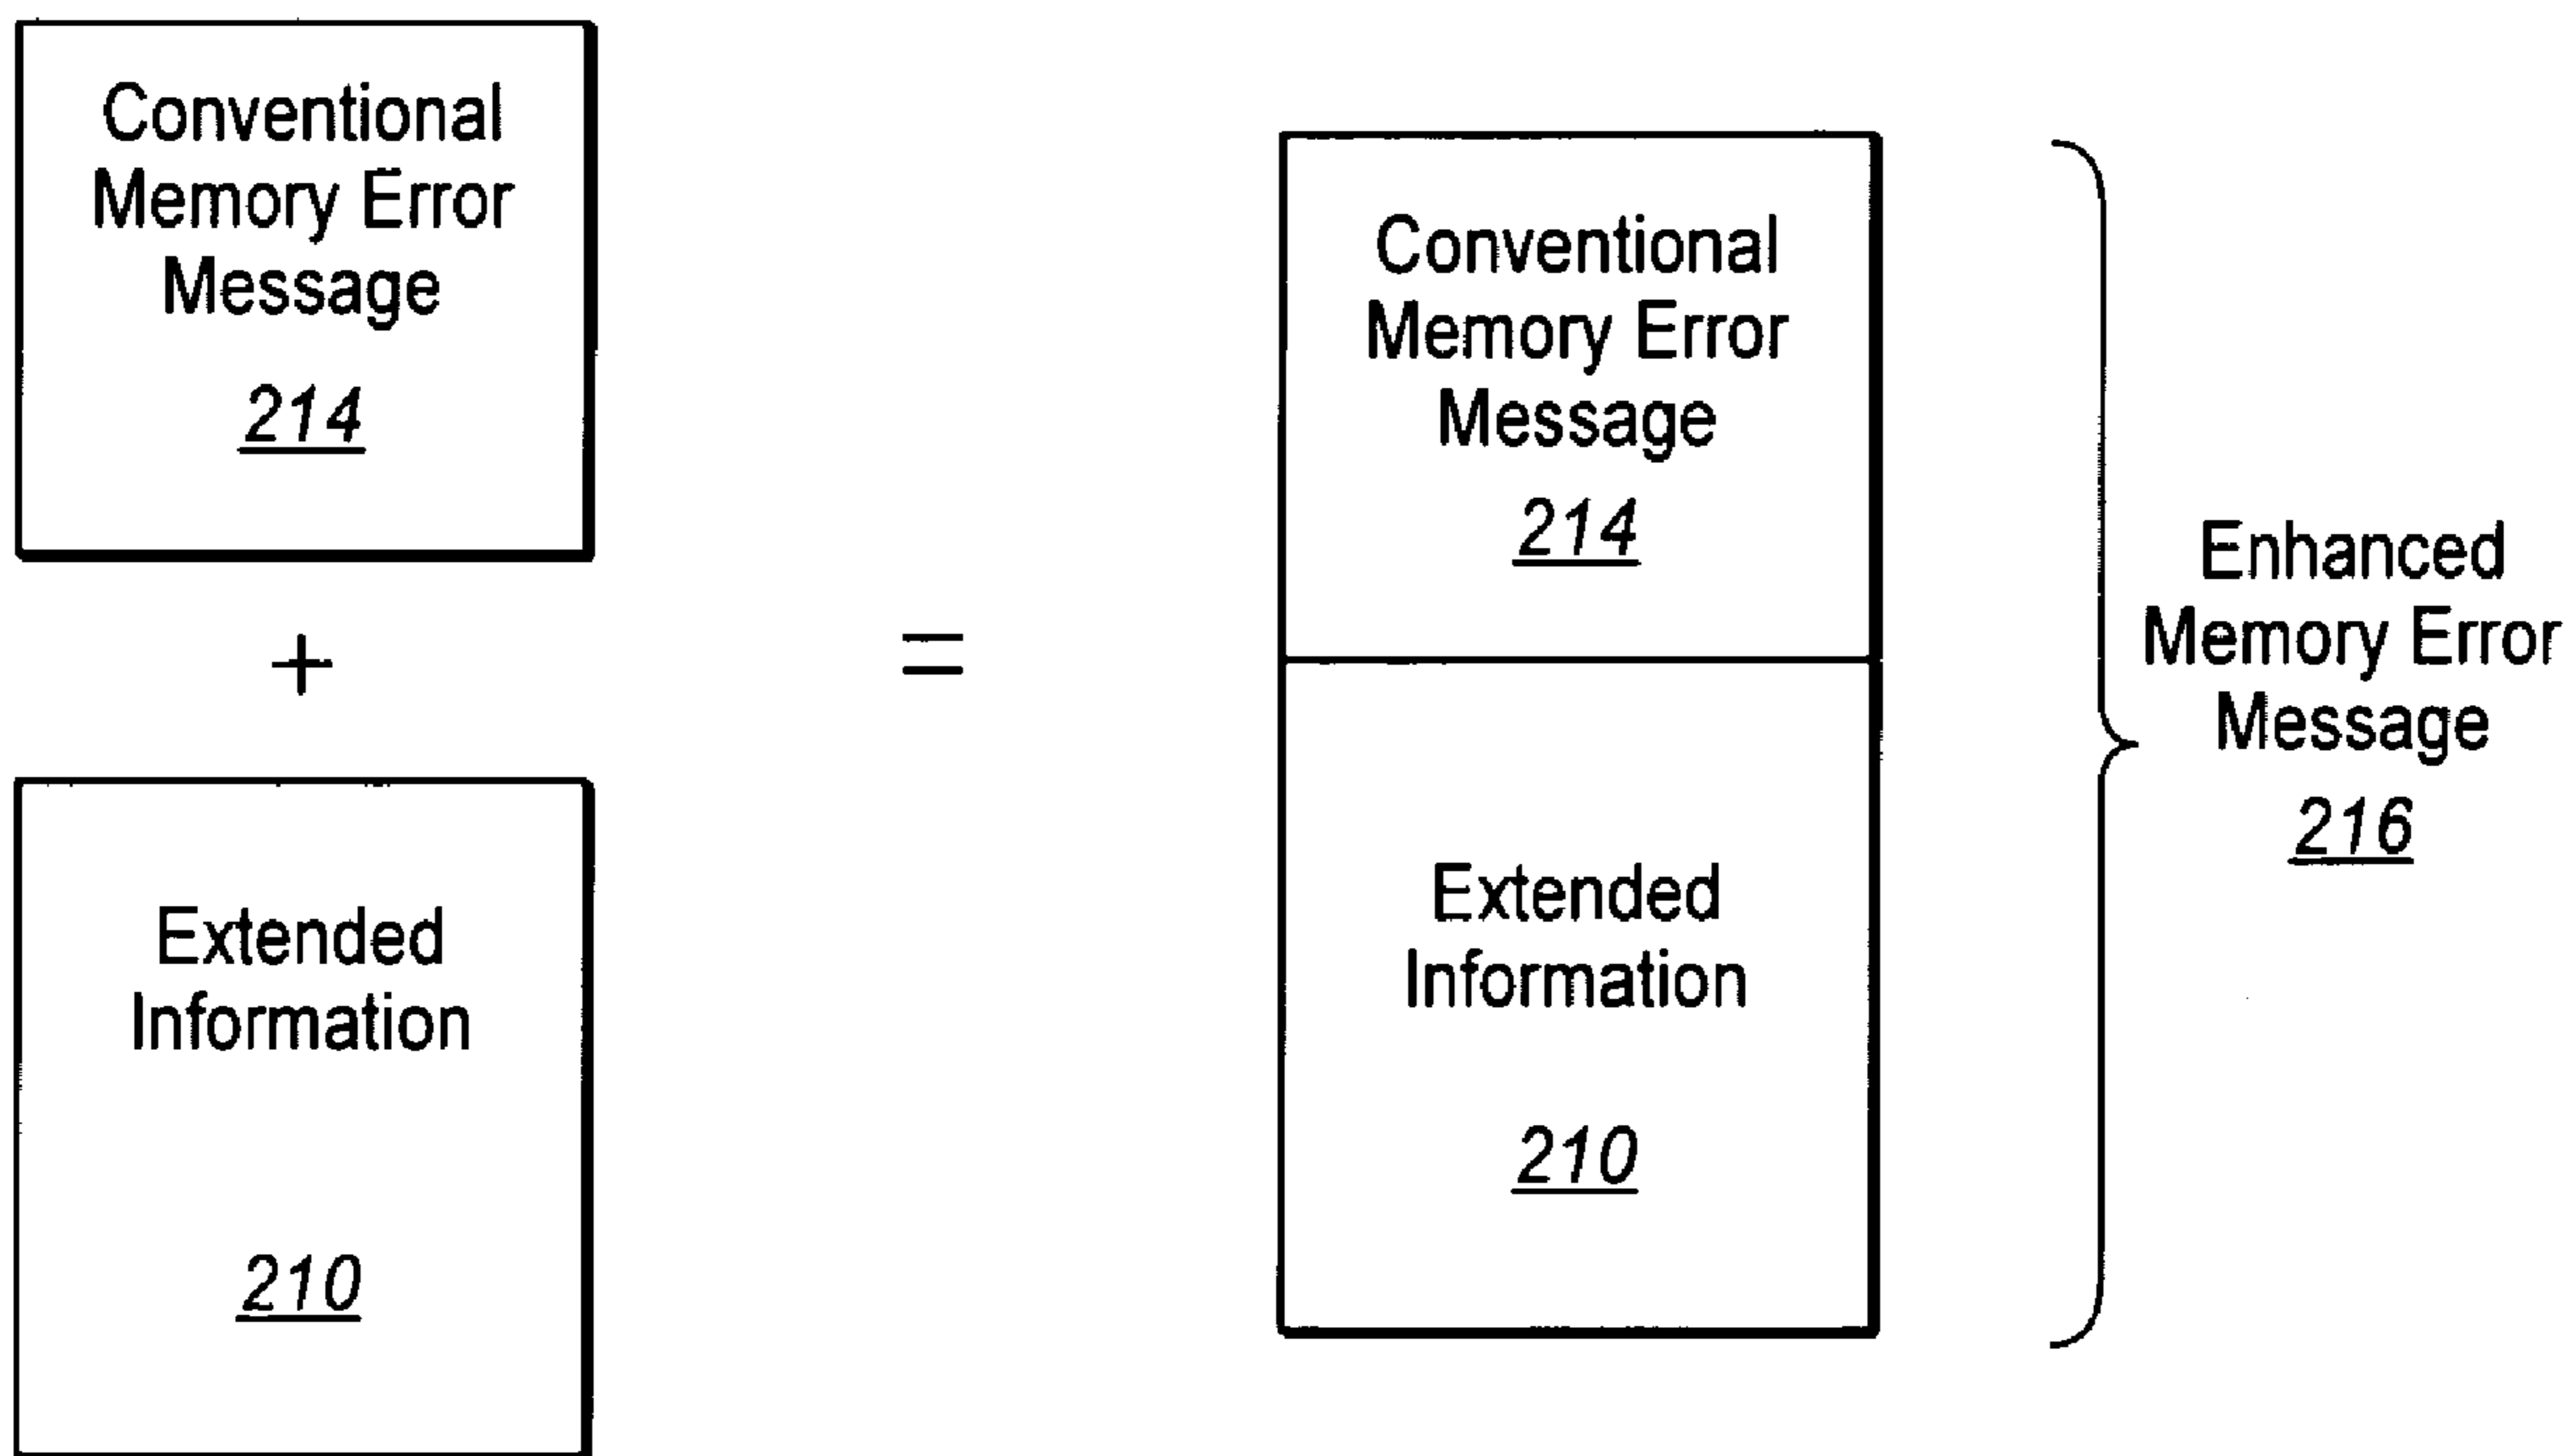 Conventional
Memory Error
Message
214
+
Extended
Information
210
=
Conventional
Memory Error
Message
214
Extended
Information
210
Enhanced
Memory Error
Message
216